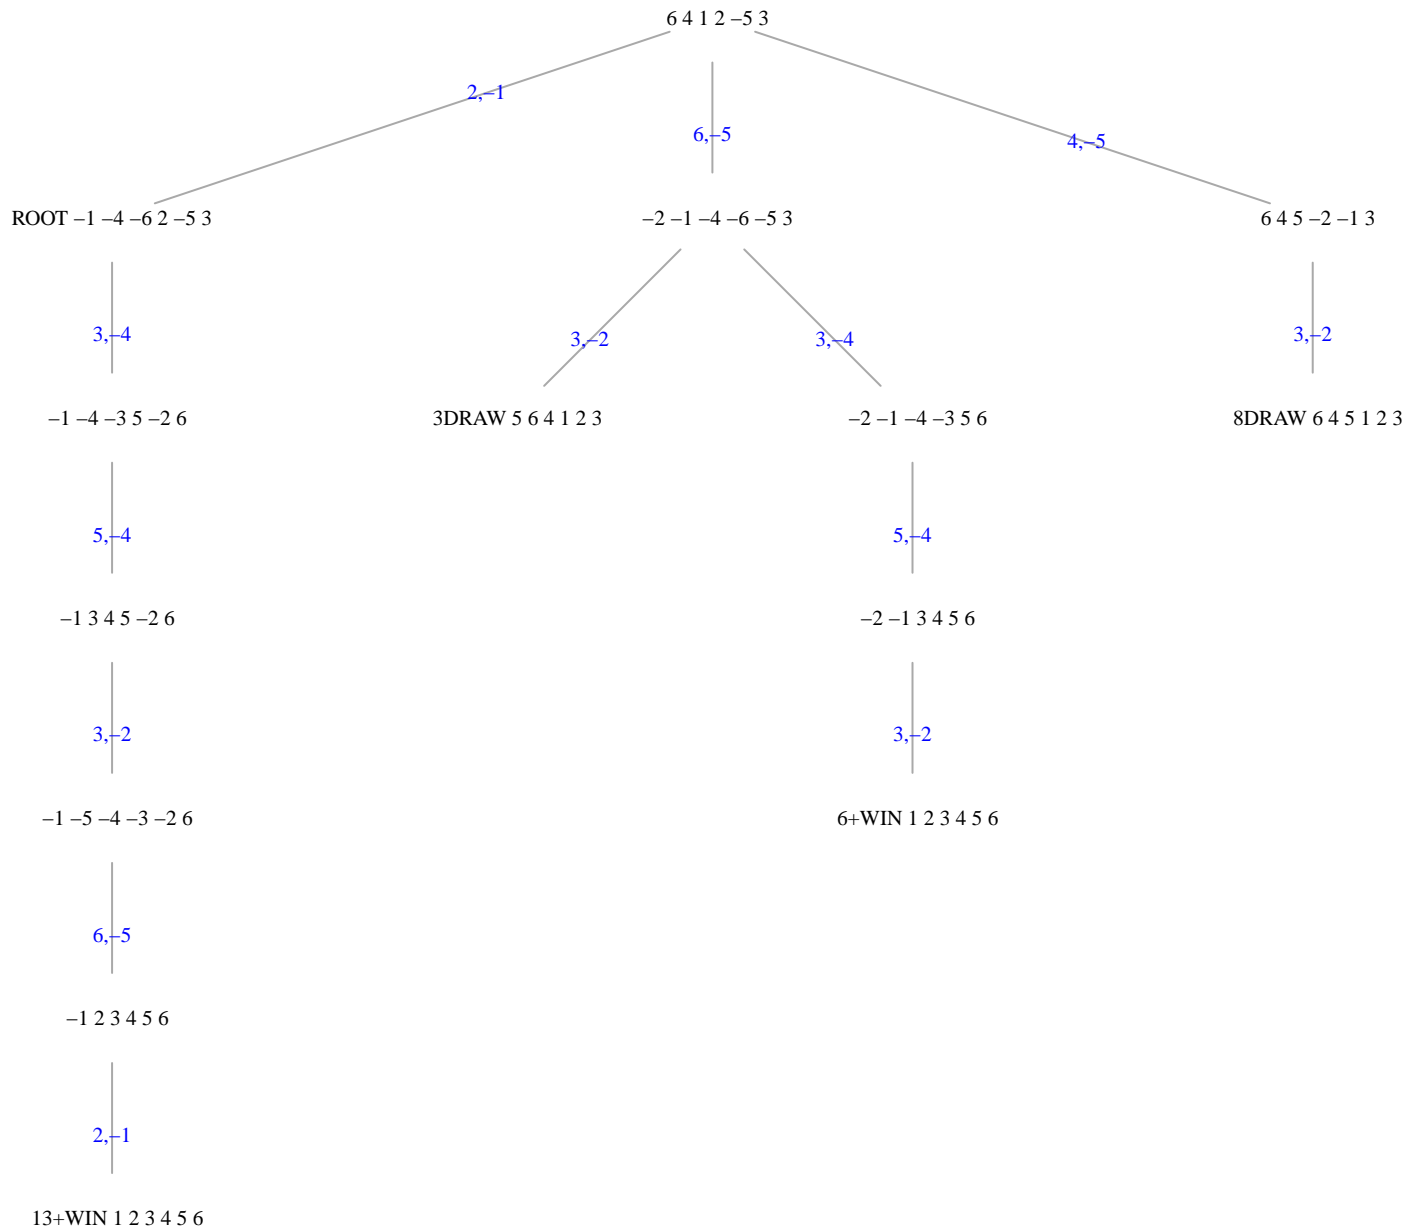 6 4 1 2 –5 3
2,–1
6,–5
4,–5
ROOT –1 –4 –6 2 –5 3
–2 –1 –4 –6 –5 3
6 4 5 –2 –1 3
3,–4
3,–2
3,–4
3,–2
–1 –4 –3 5 –2 6
3DRAW 5 6 4 1 2 3
–2 –1 –4 –3 5 6
8DRAW 6 4 5 1 2 3
5,–4
5,–4
–1 3 4 5 –2 6
–2 –1 3 4 5 6
3,–2
3,–2
–1 –5 –4 –3 –2 6
6+WIN 1 2 3 4 5 6
6,–5
–1 2 3 4 5 6
2,–1
13+WIN 1 2 3 4 5 6